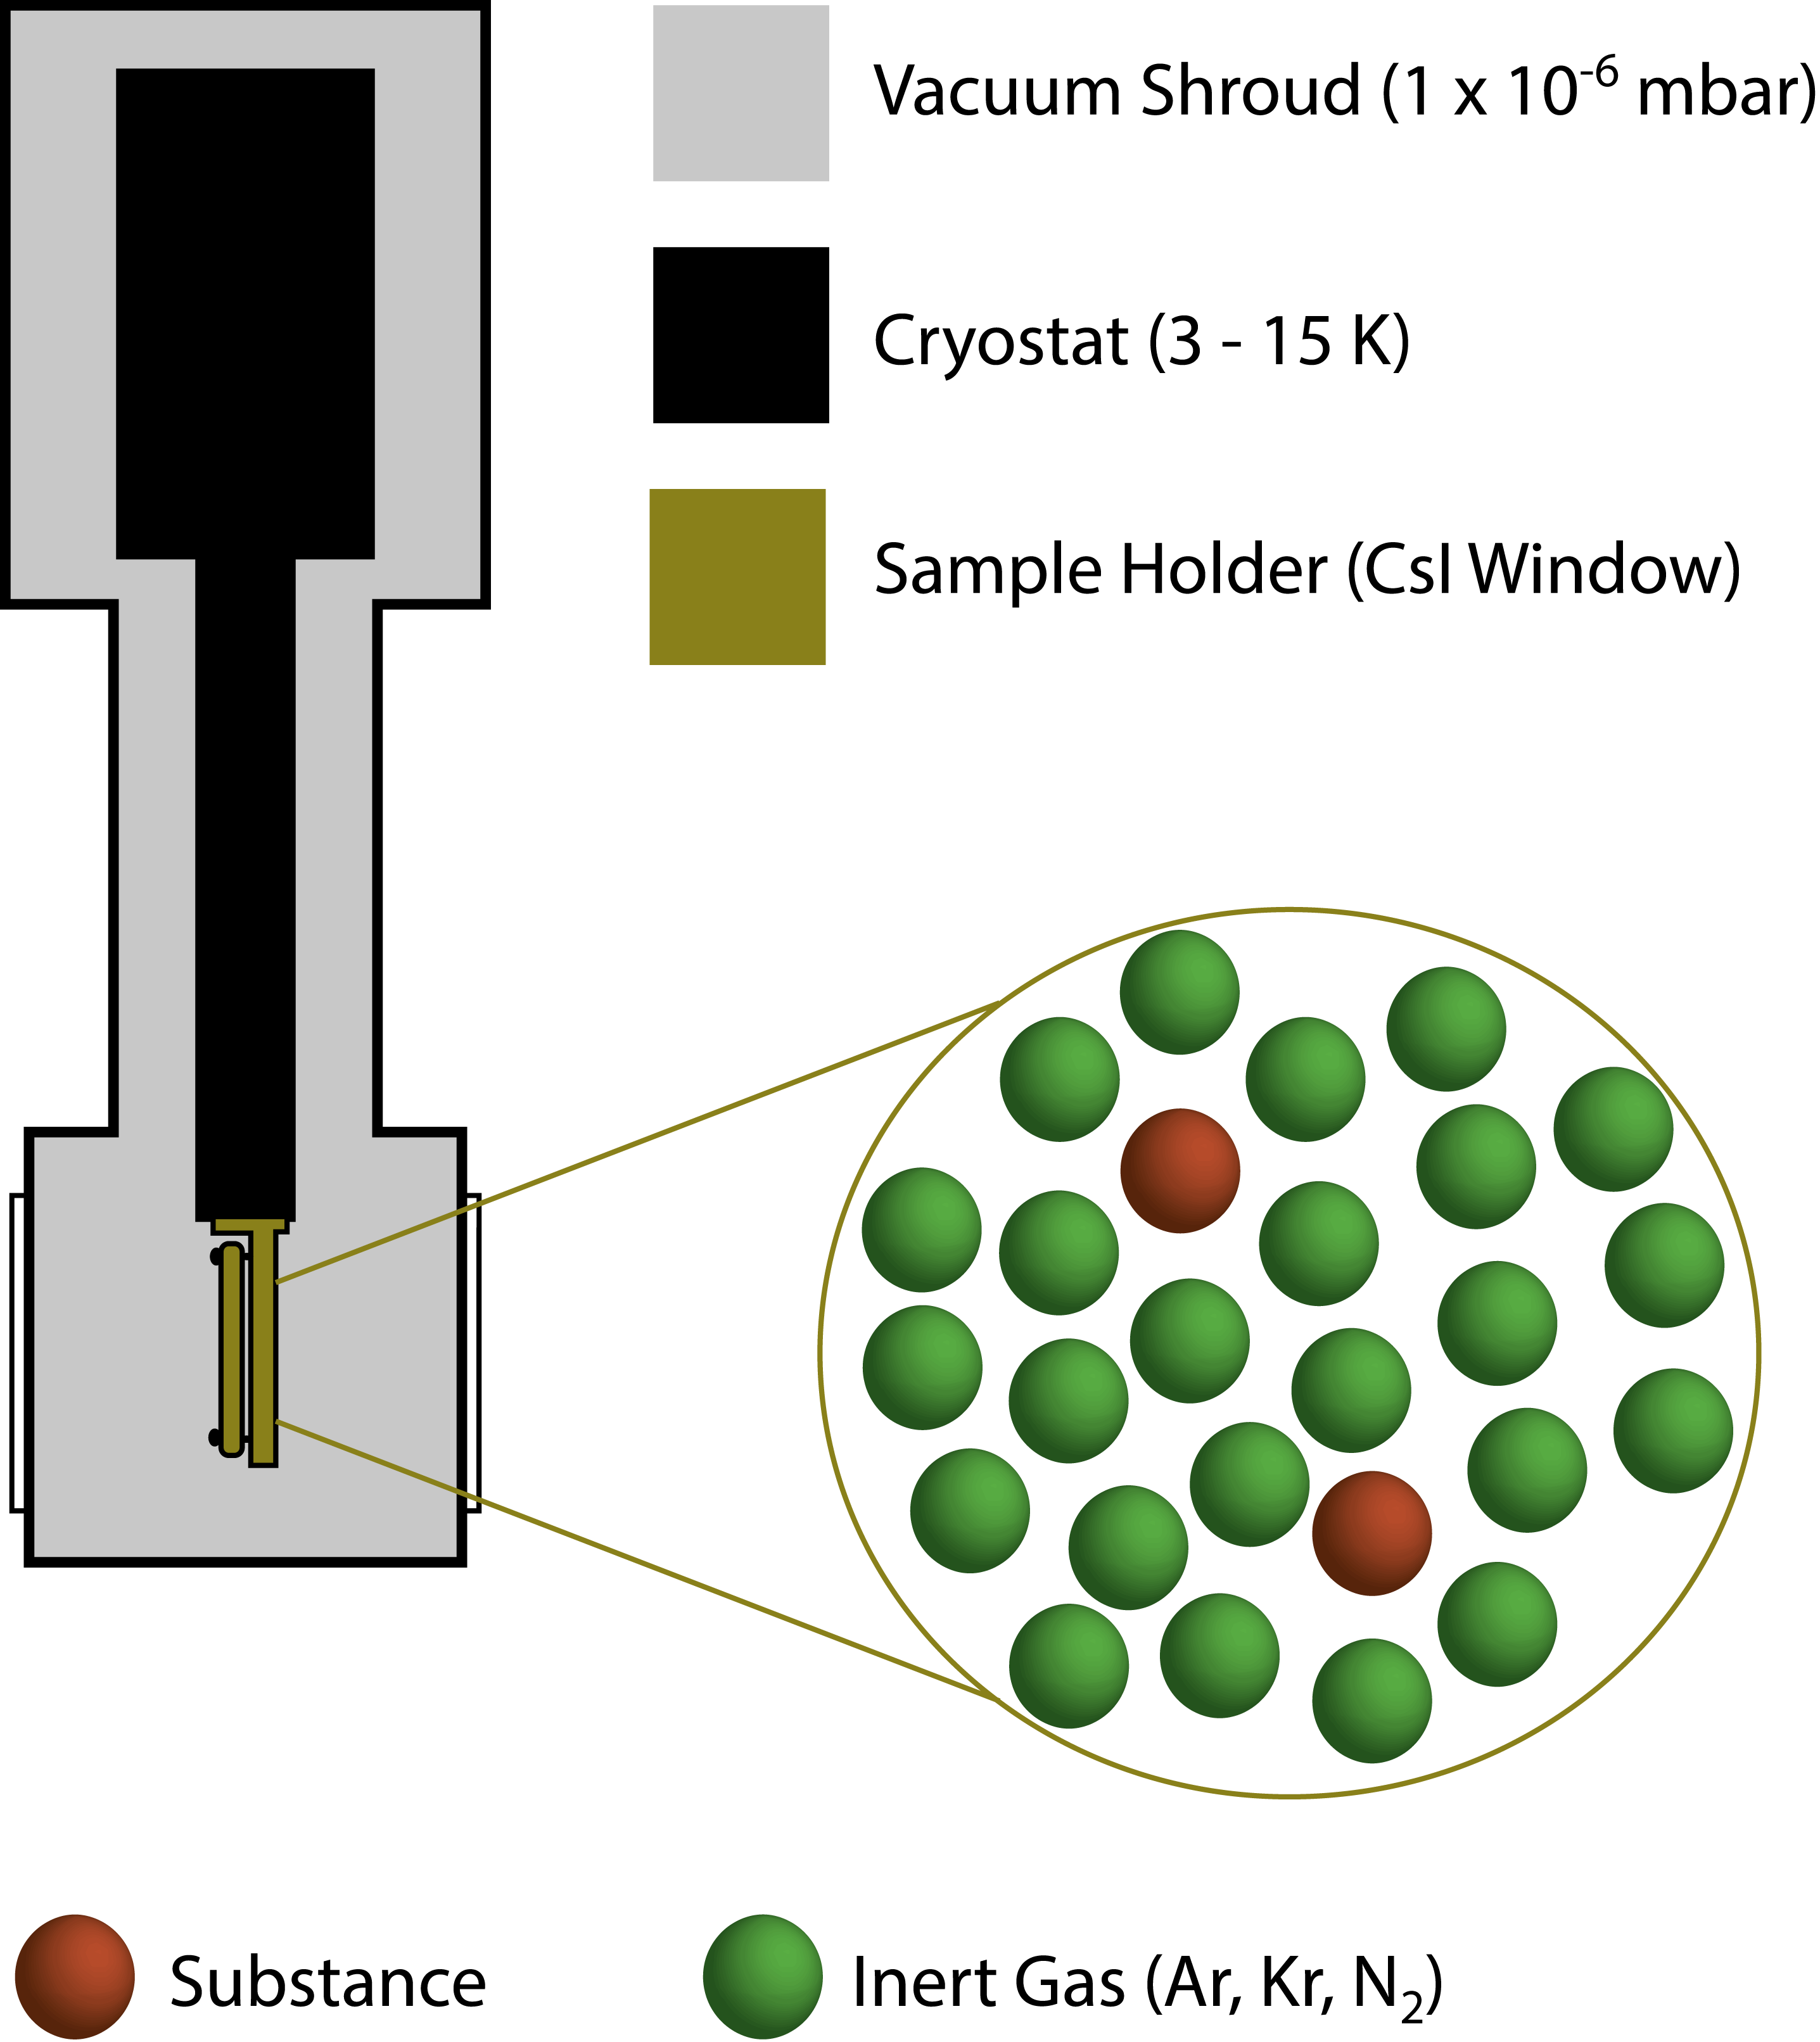 Vacuum Shroud (1 x 10⁻⁶ mbar)
Cryostat (3 - 15 K)
Sample Holder (CsI Window)
Substance
Inert Gas (Ar, Kr, N₂)